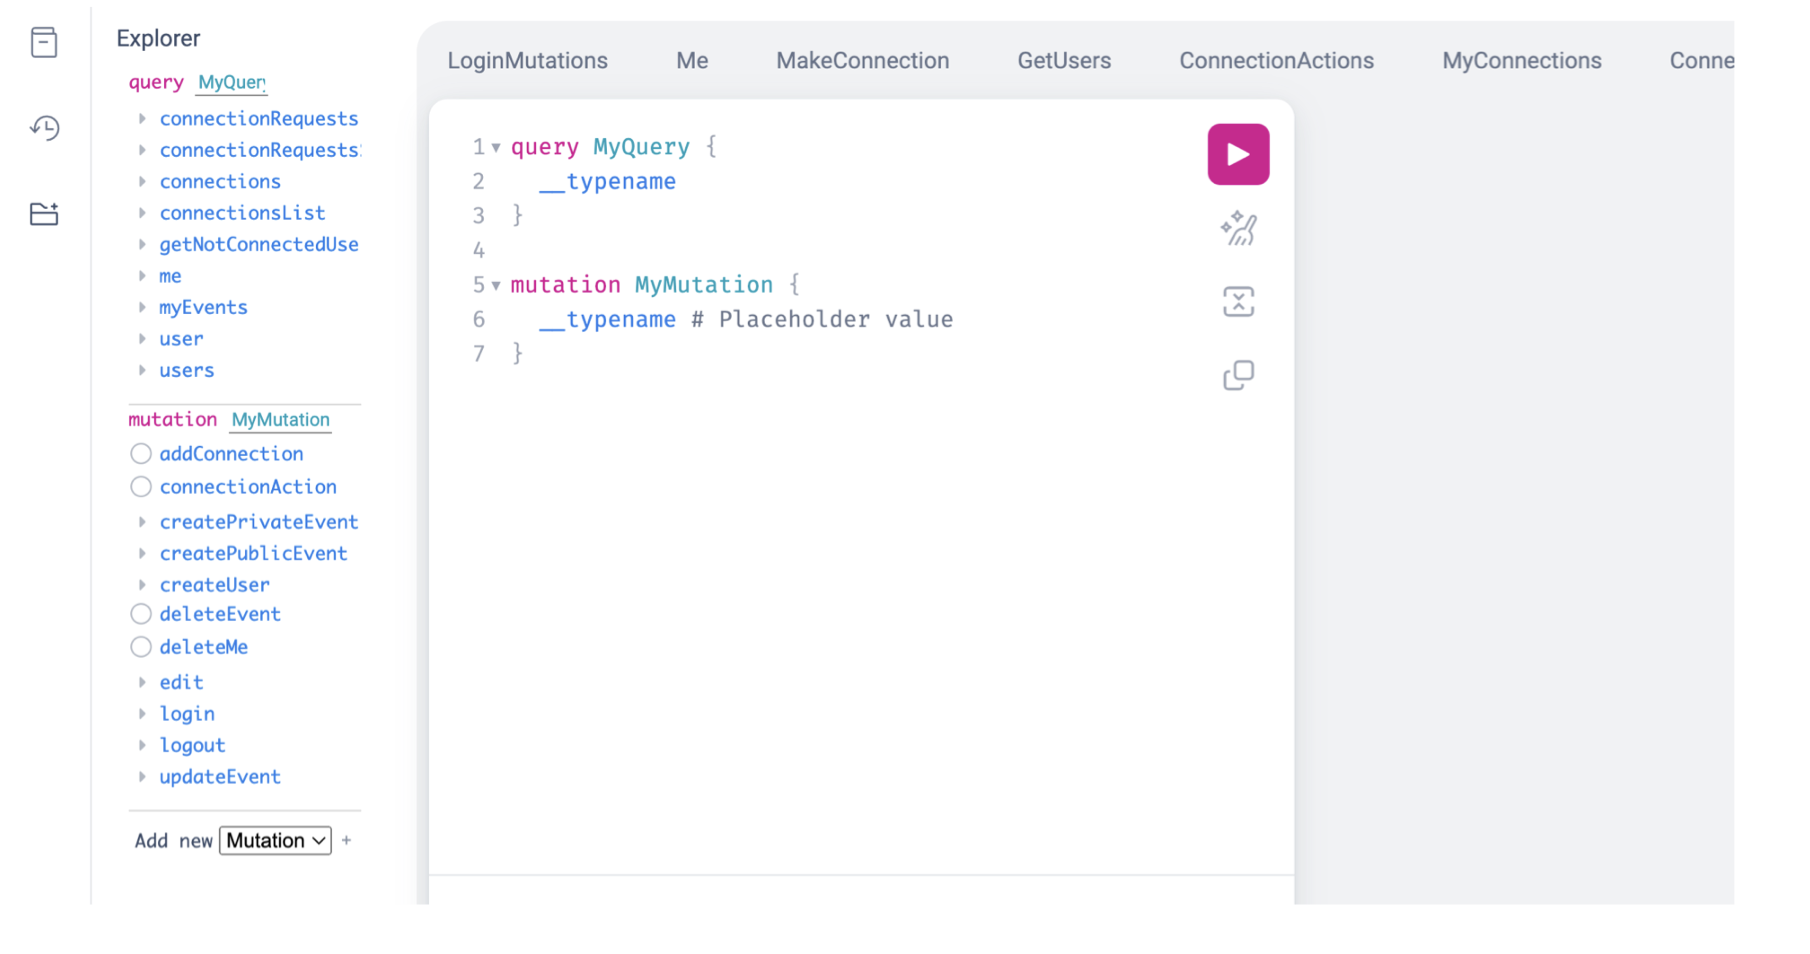 Explorer
query MyQuery
connectionRequests
connectionRequests
connections
connectionsList
getNotConnectedUse
me
myEvents
user
users
mutation MyMutation
addConnection
connectionAction
createPrivateEvent
createPublicEvent
createUser
deleteEvent
deleteMe
edit
login
logout
updateEvent
Add new Mutation +
LoginMutations Me MakeConnection GetUsers ConnectionActions MyConnections Conne
1 query MyQuery {
2 __typename
3 }
4
5 mutation MyMutation {
6 __typename # Placeholder value
7 }